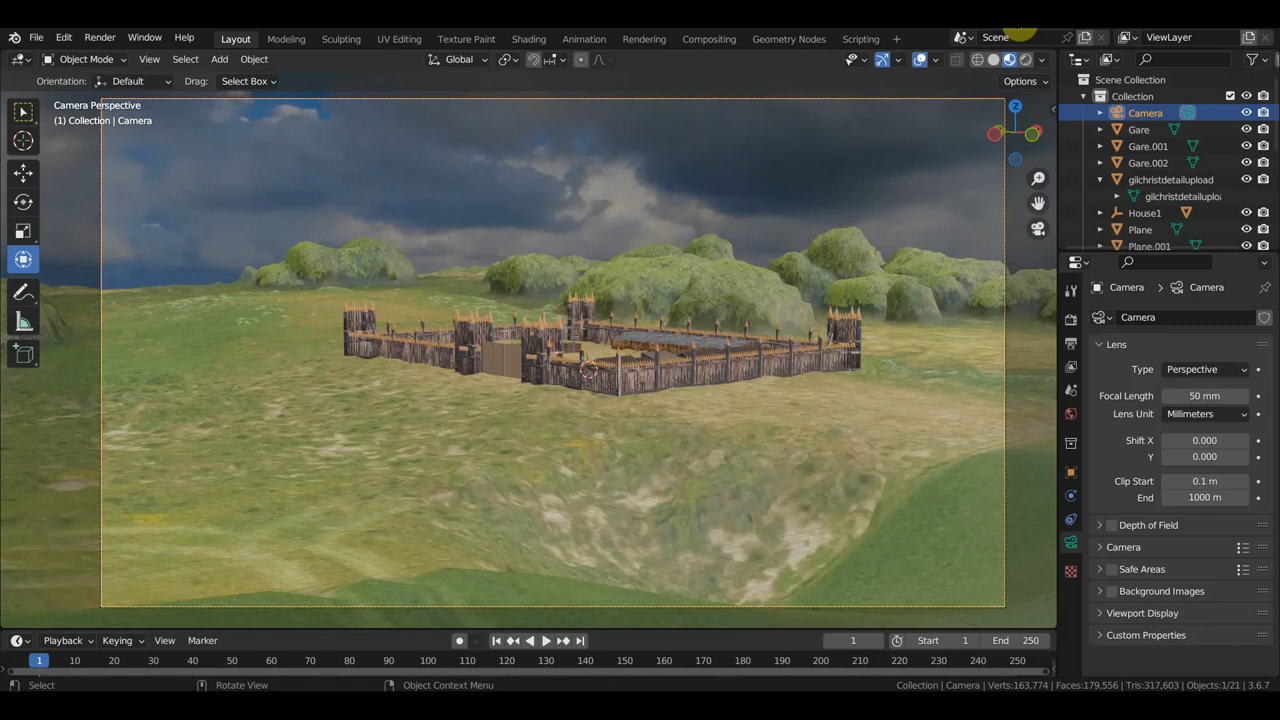 File Edit Render Window Help Layout Modeling Sculpting UV Editing Texture Paint Shading Animation Rendering Compositing Geometry Nodes Scripting + Scene ViewLayer
Object Mode View Select Add Object Global
Orientation: Default Drag: Select Box Options
Camera Perspective
(1) Collection | Camera
Z
Scene Collection
Collection
Camera
Gare
Gare.001
Gare.002
gilchristdetailupload
gilchristdetailuploa
House1
Plane
Plane.001
Camera > Camera
Camera
Lens
Type Perspective
Focal Length 50 mm
Lens Unit Millimeters
Shift X 0.000
Y 0.000
Clip Start 0.1 m
End 1000 m
Depth of Field
Camera
Safe Areas
Background Images
Viewport Display
Custom Properties
Playback Keying View Marker 1 Start 1 End 250
1 10 20 30 40 50 60 70 80 90 100 110 120 130 140 150 160 170 180 190 200 210 220 230 240 250
Select Rotate View Object Context Menu Collection | Camera | Verts:163,774 | Faces:179,556 | Tris:317,603 | Objects:1/21 | 3.6.7